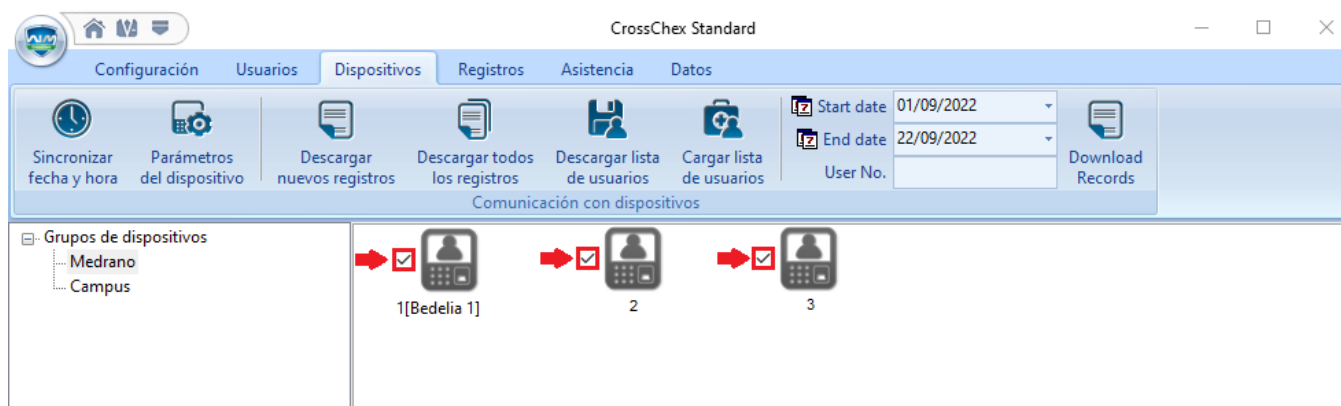 CrossChex Standard
Configuración Usuarios Dispositivos Registros Asistencia Datos
Sincronizar
fecha y hora
Parámetros
del dispositivo
Descargar
nuevos registros
Descargar todos
los registros
Descargar lista
de usuarios
Cargar lista
de usuarios
Start date 01/09/2022
End date 22/09/2022
User No.
Download
Records
Comunicación con dispositivos
Grupos de dispositivos
Medrano
Campus
1[Bedelia 1]
2
3